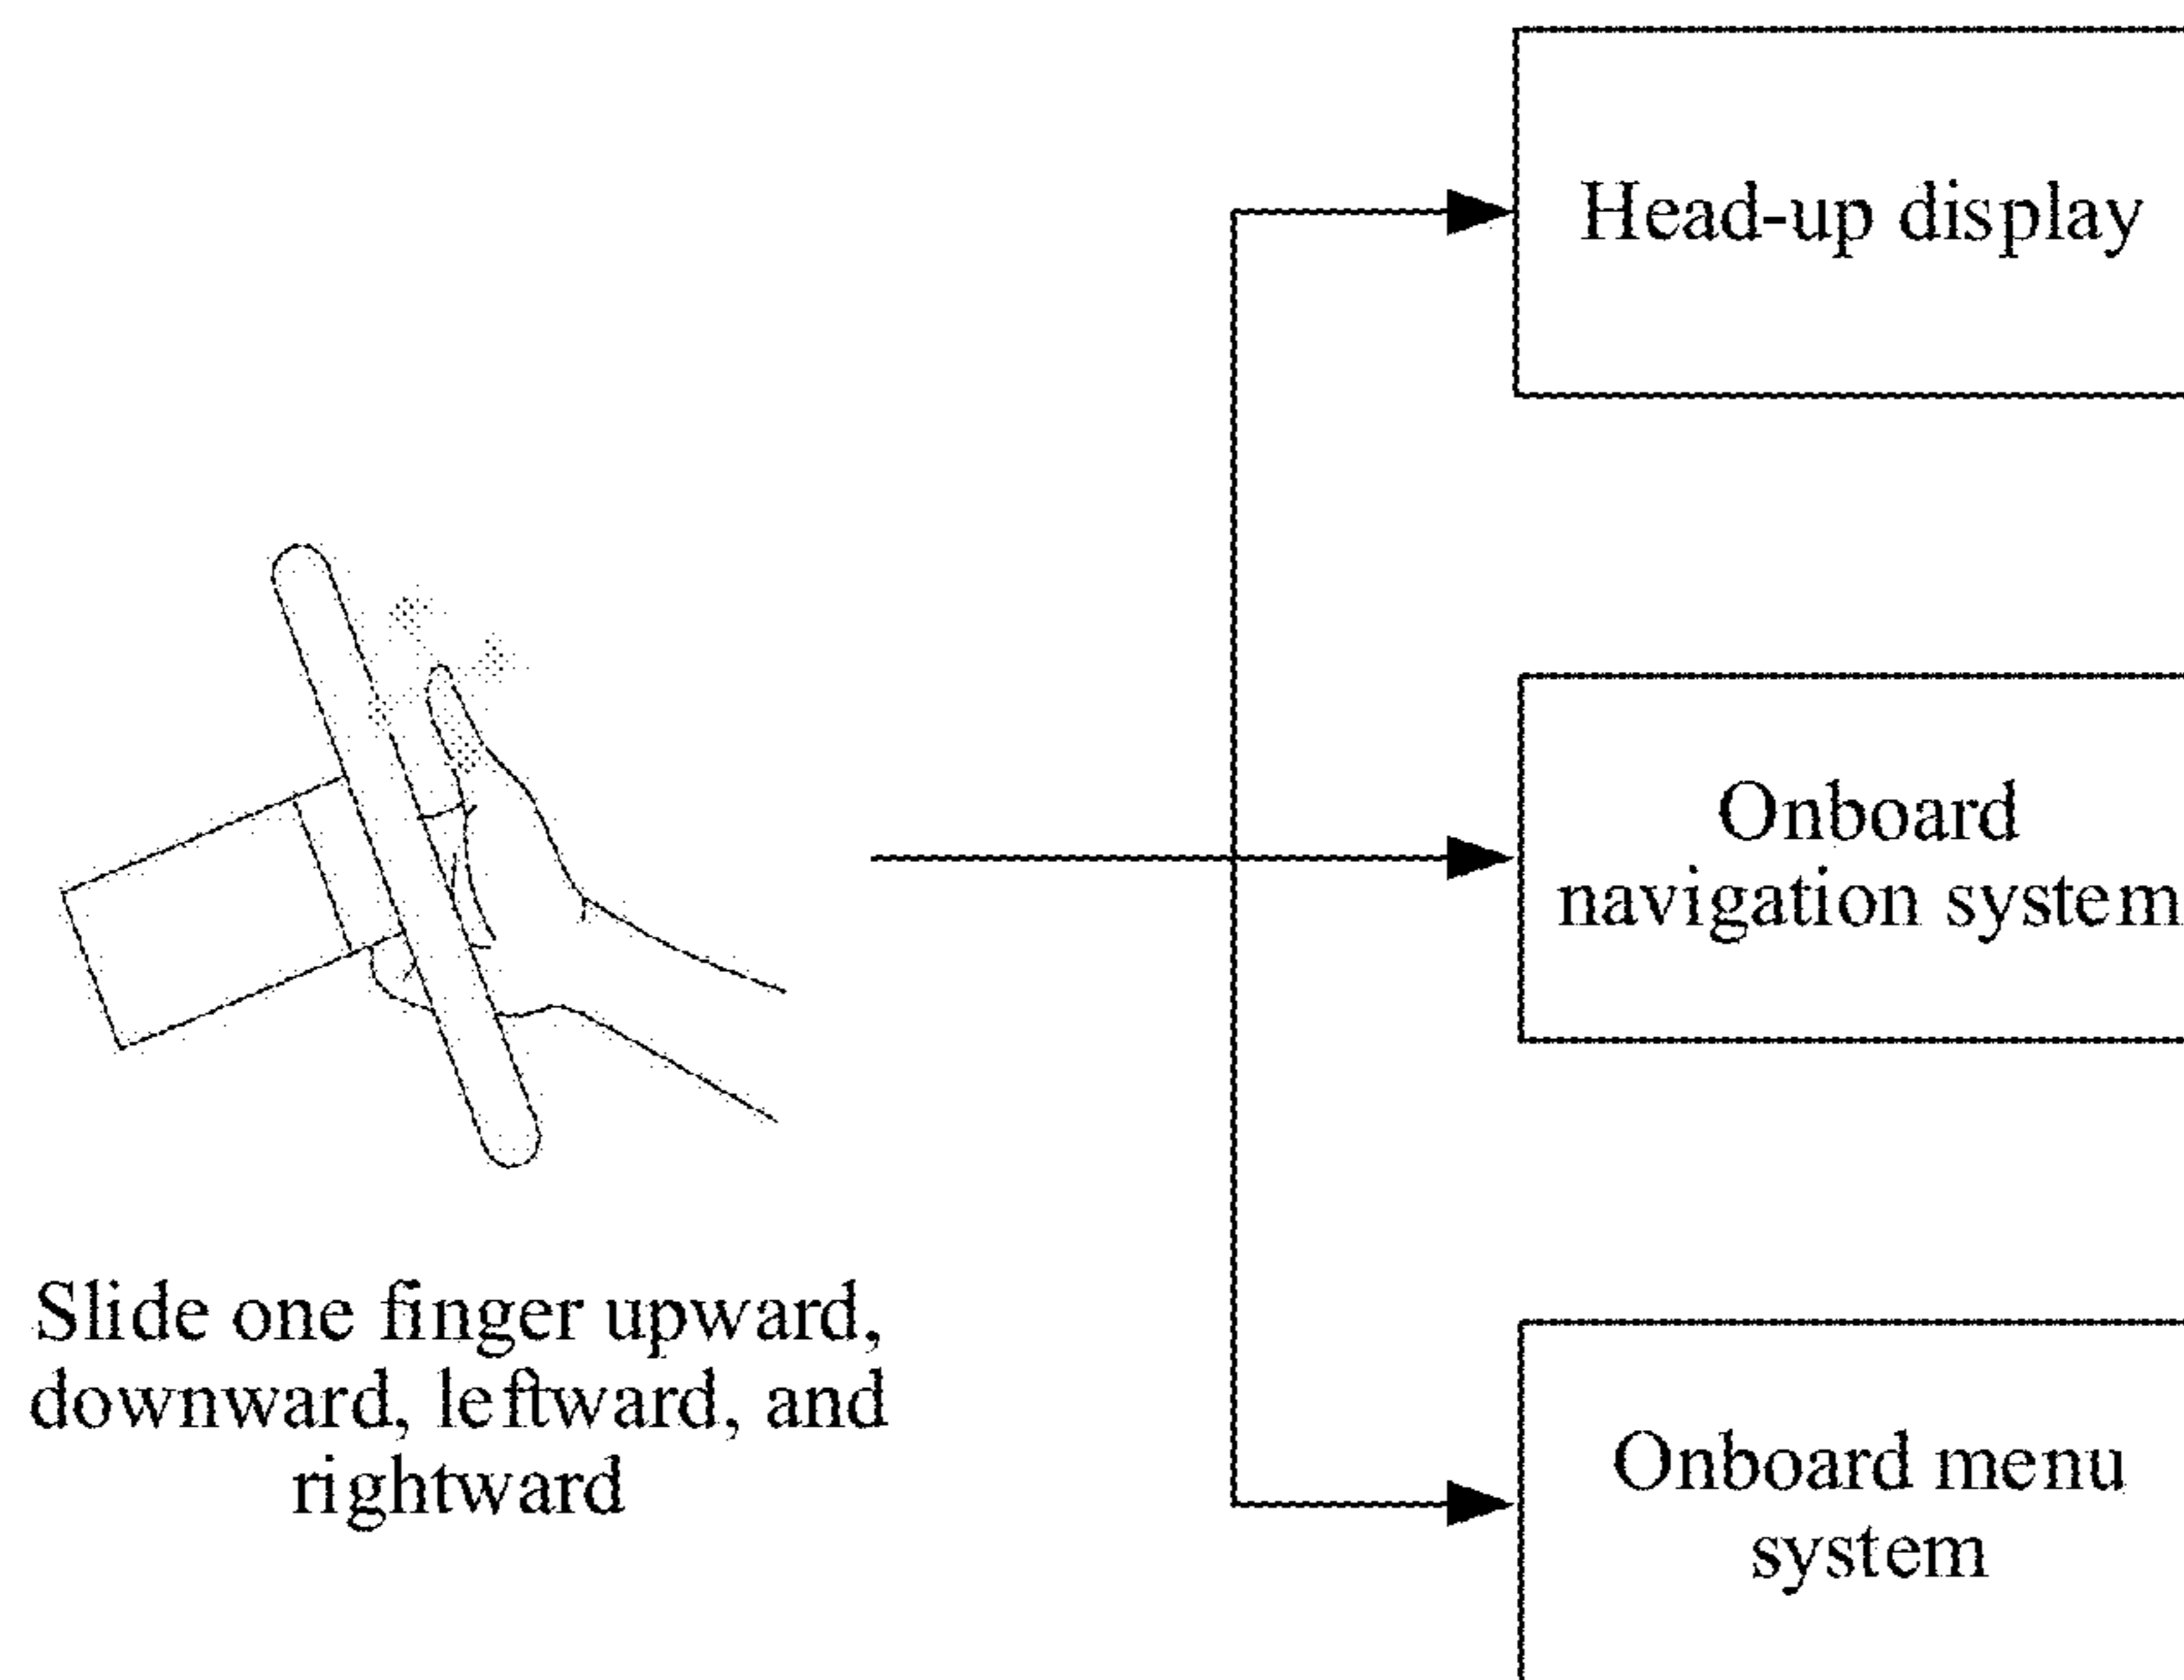 Head-up display
Onboard
navigation system
Slide one finger upward,
downward, leftward, and
rightward
Onboard menu
system